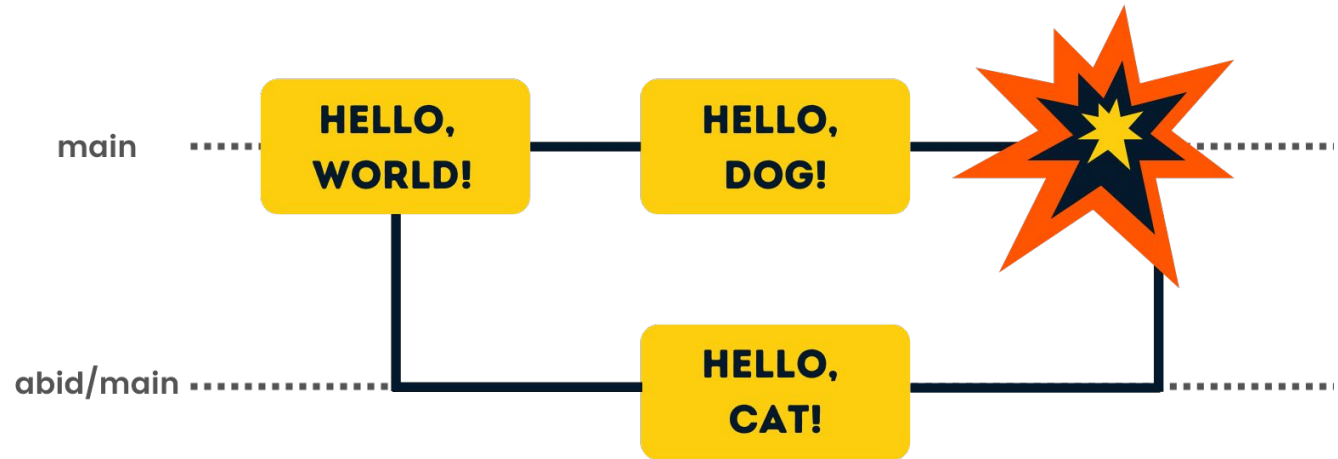 main
HELLO,
WORLD!
HELLO,
DOG!
abid/main
HELLO,
CAT!